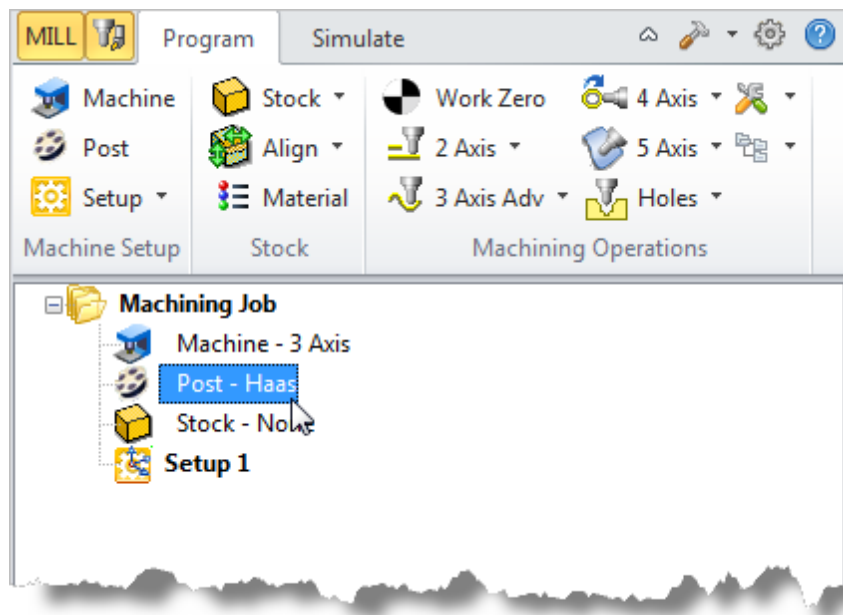 MILL Program Simulate
Machine Stock Work Zero 4 Axis
Post Align 2 Axis 5 Axis
Setup Material 3 Axis Adv Holes
Machine Setup Stock Machining Operations
Machining Job
Machine - 3 Axis
Post - Haas
Stock - None
Setup 1